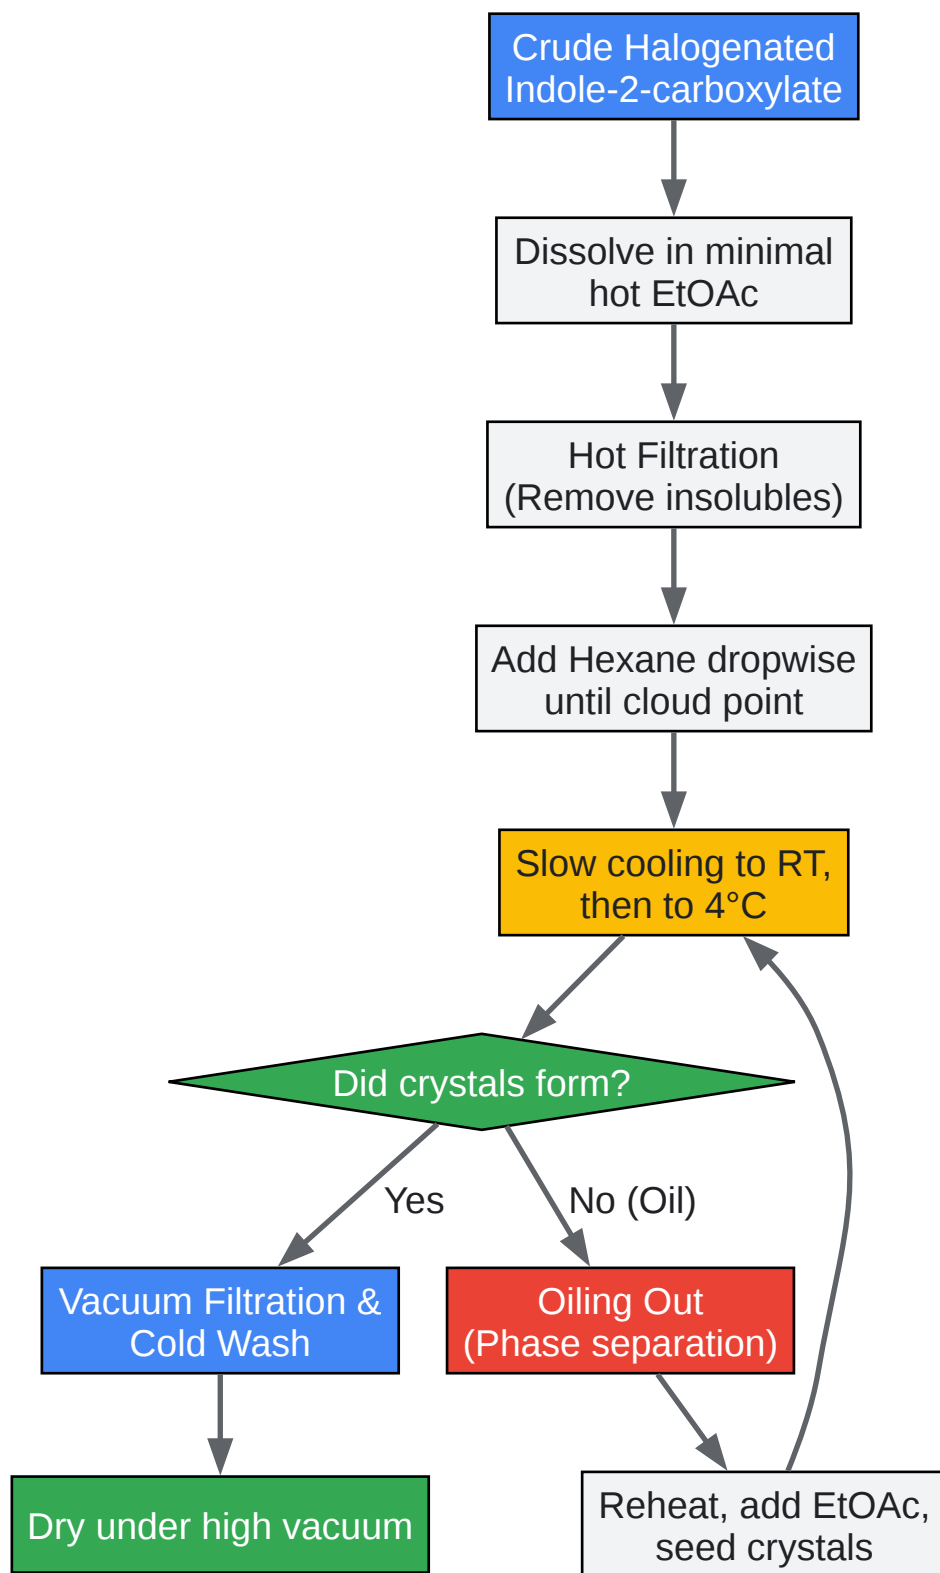 Crude Halogenated
Indole-2-carboxylate
Dissolve in minimal
hot EtOAc
Hot Filtration
(Remove insolubles)
Add Hexane dropwise
until cloud point
Slow cooling to RT,
then to 4°C
Did crystals form?
Yes
No (Oil)
Vacuum Filtration &
Cold Wash
Oiling Out
(Phase separation)
Dry under high vacuum
Reheat, add EtOAc,
seed crystals